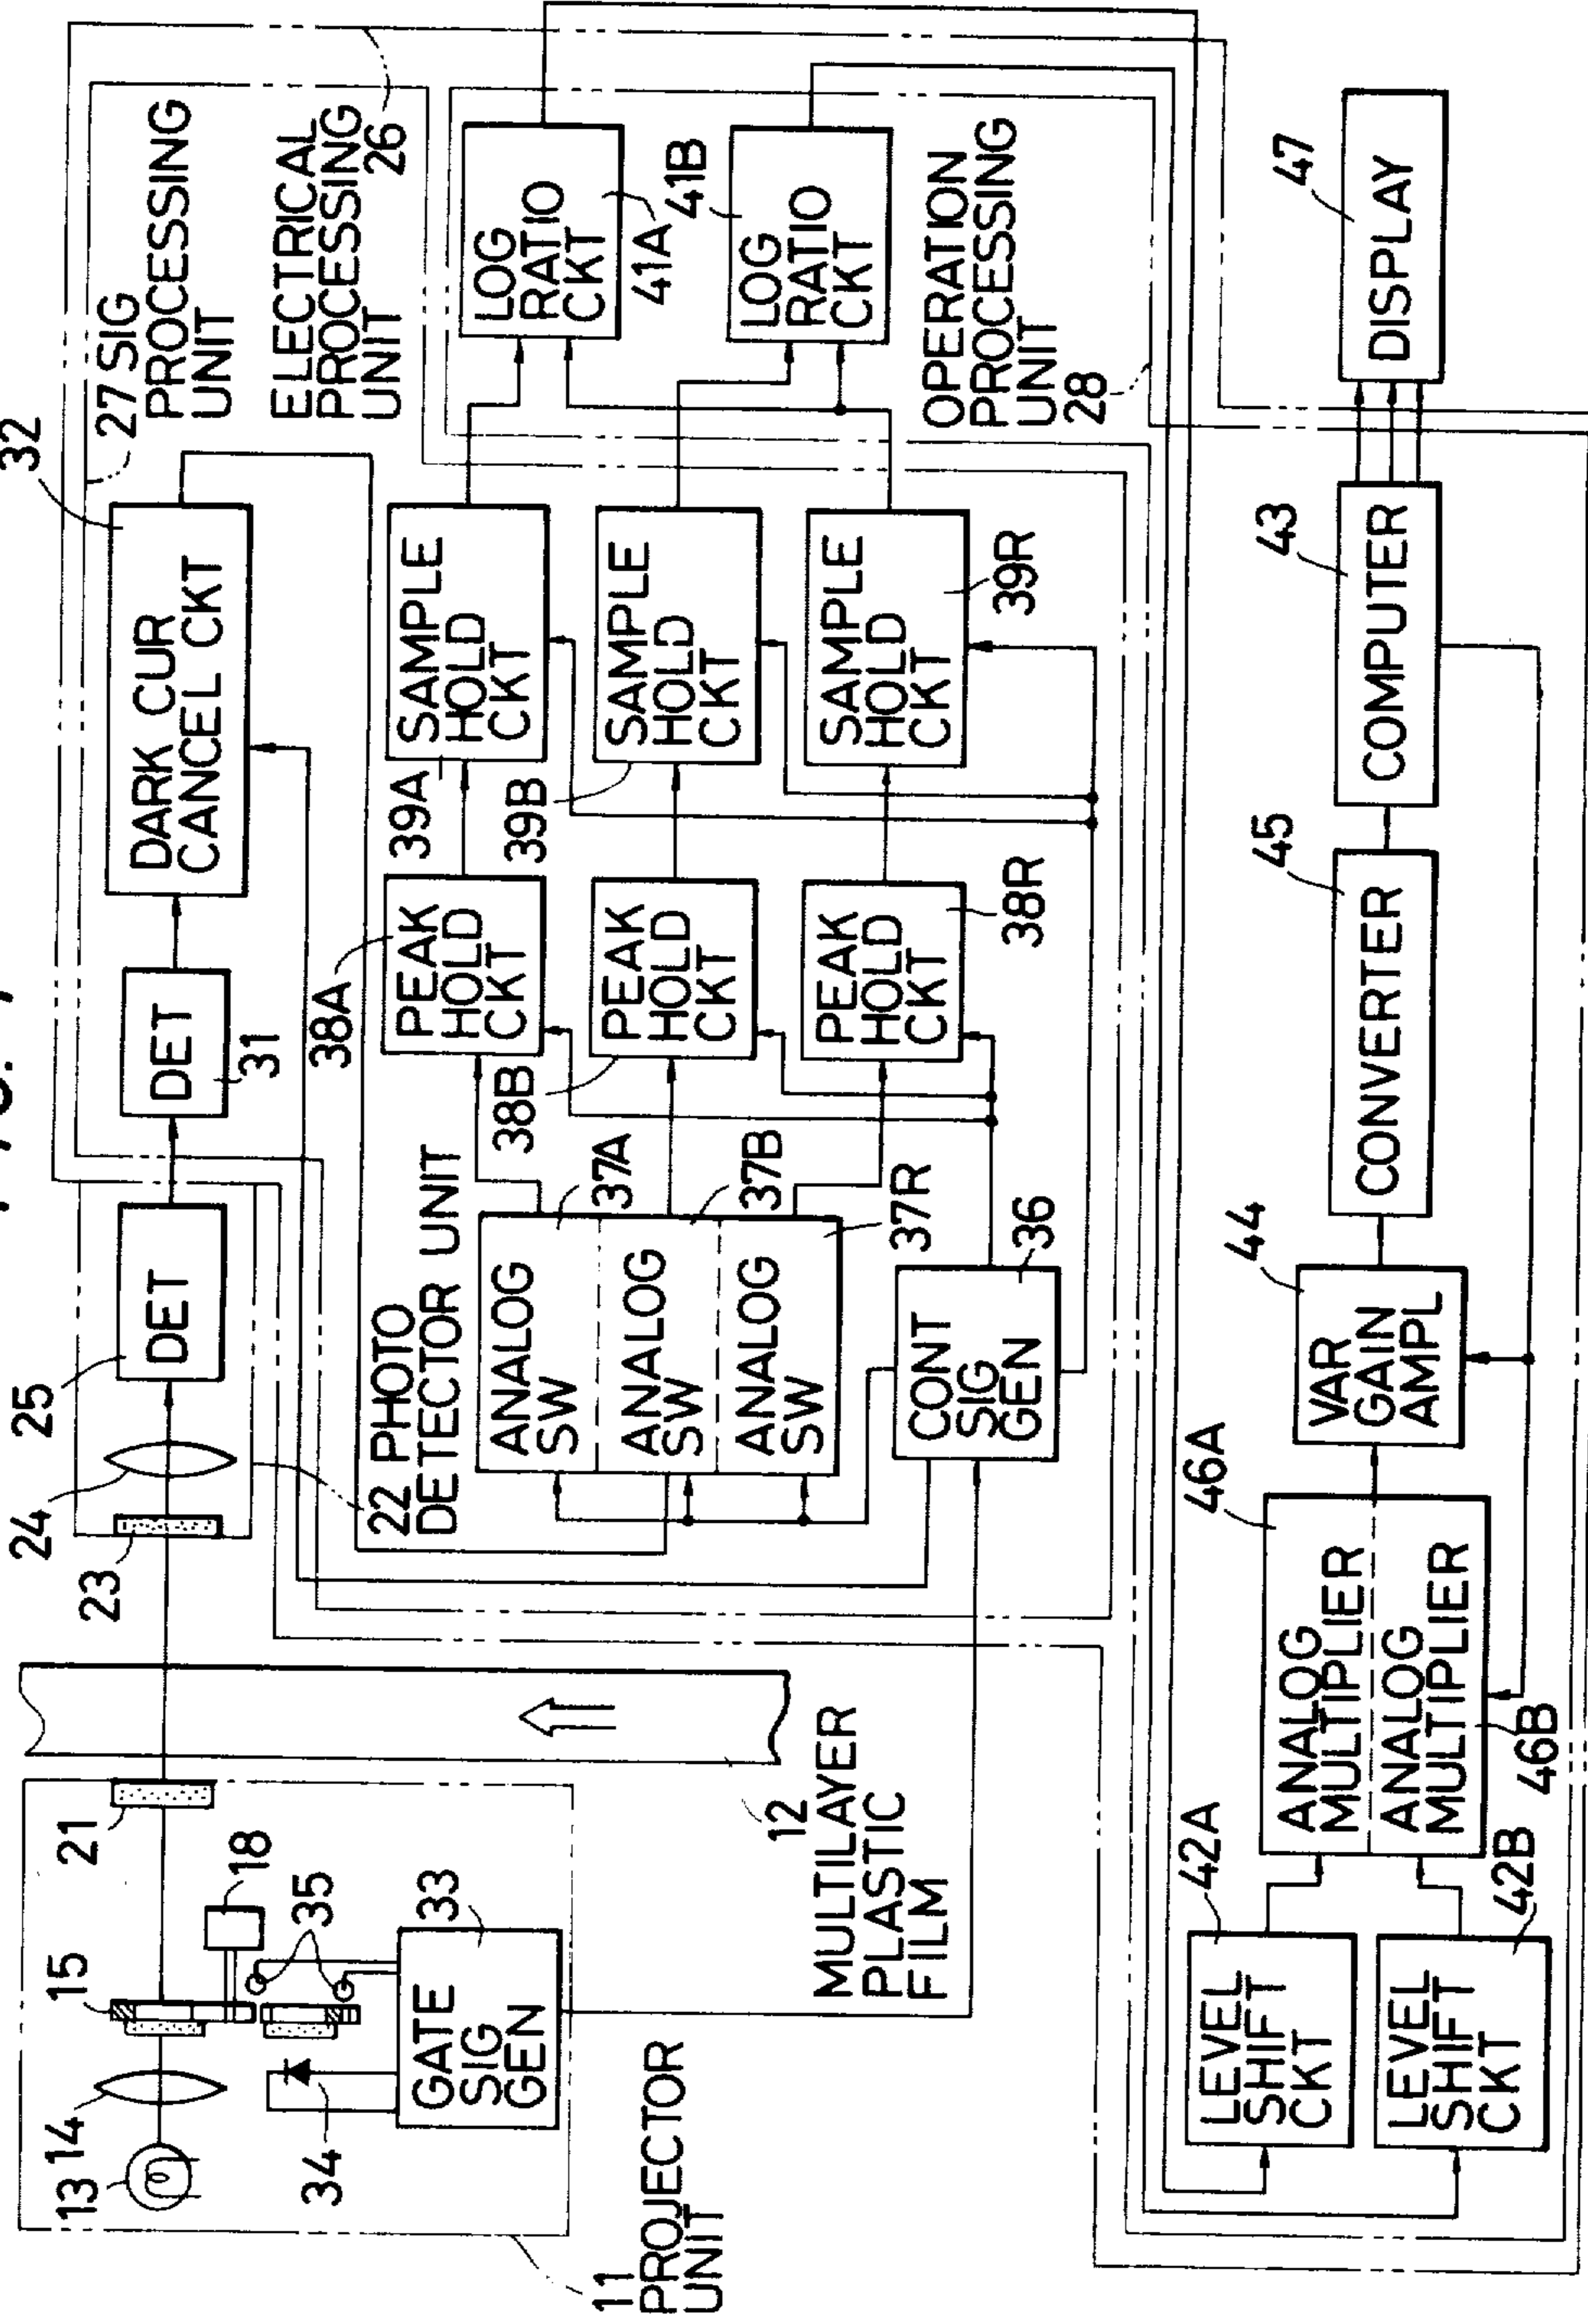 32
27 SIG
PROCESSING
UNIT
ELECTRICAL
PROCESSING
UNIT
26
24
25
23
DET
DET
31
DARK CUR
CANCEL CKT
22 PHOTO
DETECTOR UNIT
21
15
18
14
13
35
34
33
GATE
SIG
GEN
11
PROJECTOR
UNIT
12
MULTILAYER
PLASTIC
FILM
ANALOG
SW
37A
ANALOG
SW
37B
ANALOG
SW
37R
CONT
SIG
GEN
36
38A
PEAK
HOLD
CKT
38B
PEAK
HOLD
CKT
PEAK
HOLD
CKT
38R
39A
SAMPLE
HOLD
CKT
39B
SAMPLE
HOLD
CKT
SAMPLE
HOLD
CKT
39R
LOG
RATIO
CKT
41A
41B
LOG
RATIO
CKT
OPERATION
PROCESSING
UNIT
28
42A
LEVEL
SHIFT
CKT
LEVEL
SHIFT
CKT
42B
46A
ANALOG
MULTIPLIER
ANALOG
MULTIPLIER
46B
44
VAR
GAIN
AMPL
45
CONVERTER
43
COMPUTER
47
DISPLAY